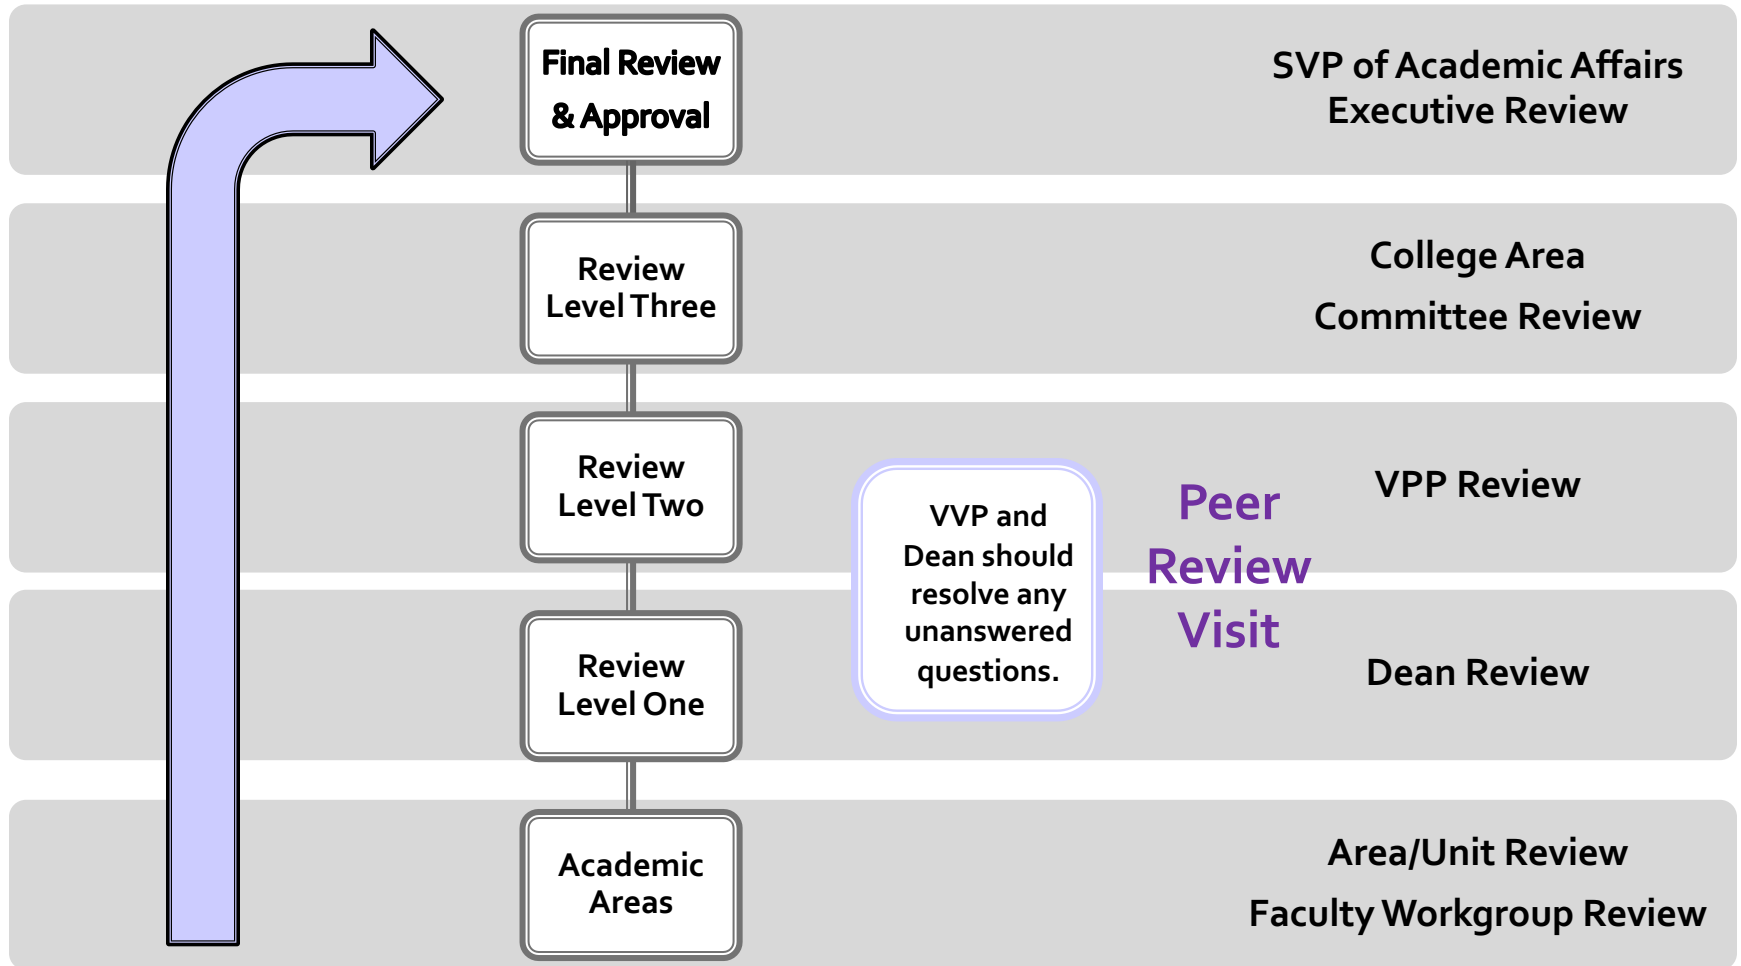 Final Review
& Approval
SVP of Academic Affairs
Executive Review
Review
Level Three
College Area
Committee Review
Review
Level Two
VVP and
Dean should
resolve any
unanswered
questions.
Peer
Review
Visit
VPP Review
Review
Level One
Dean Review
Academic
Areas
Area/Unit Review
Faculty Workgroup Review